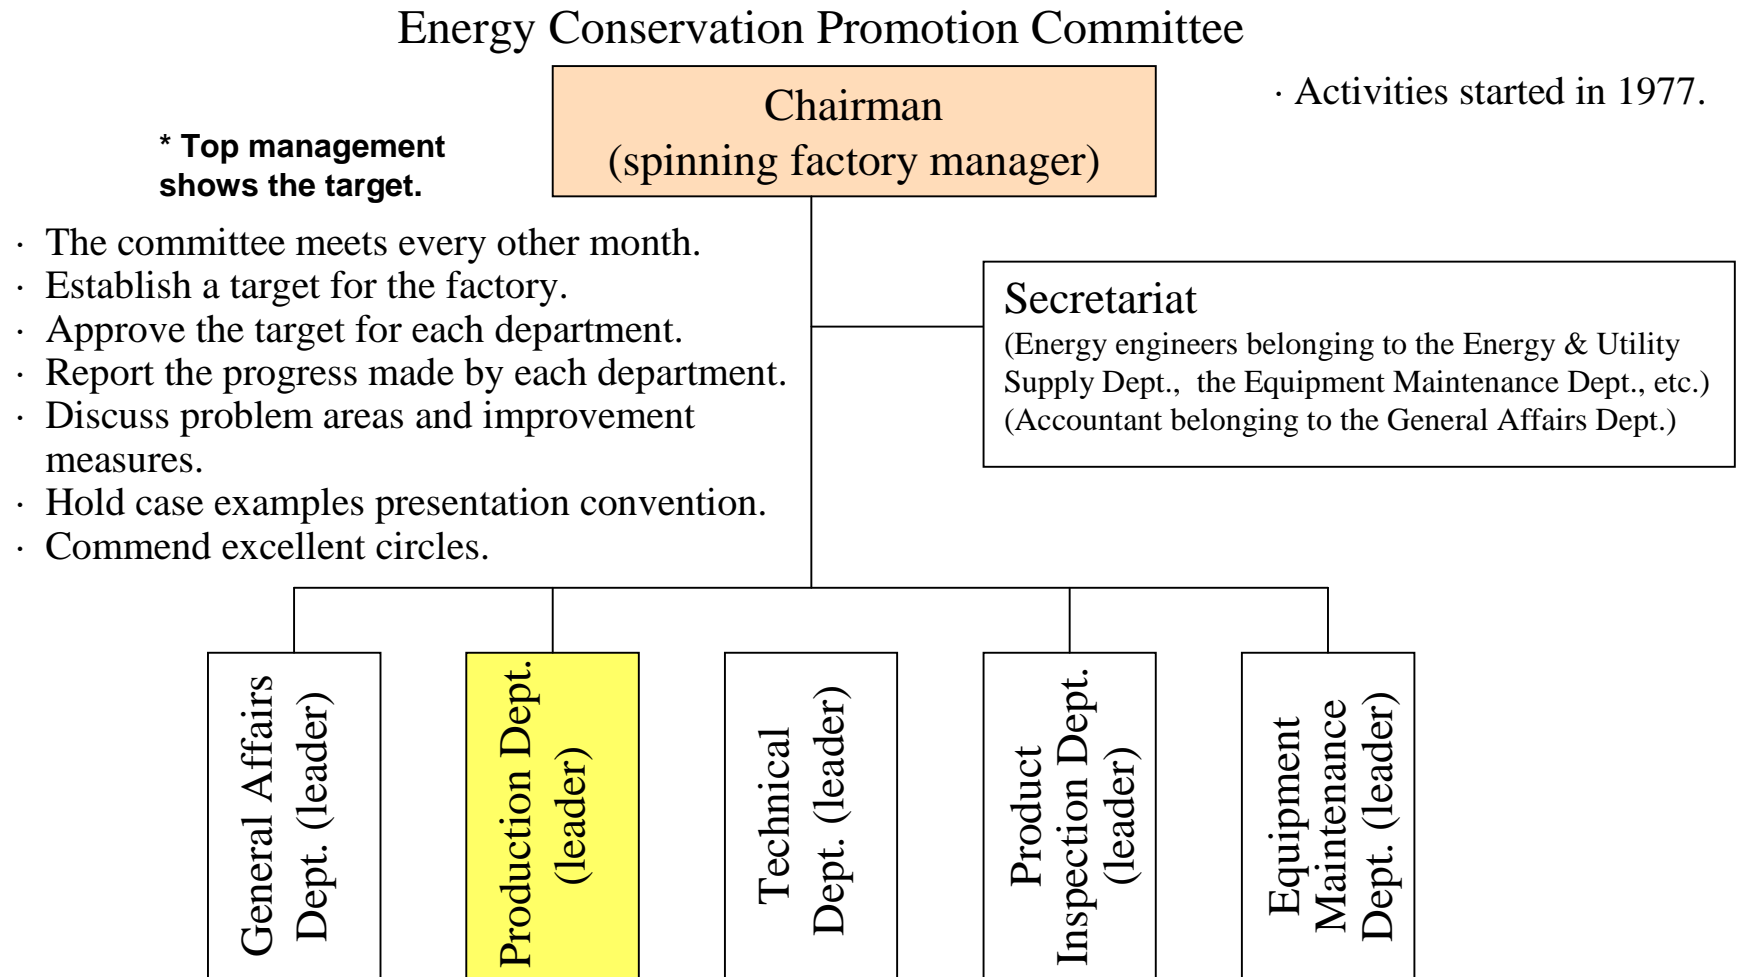 Energy Conservation Promotion Committee
Chairman
(spinning factory manager)
· Activities started in 1977.
* Top management
shows the target.
· The committee meets every other month.
· Establish a target for the factory.
· Approve the target for each department.
· Report the progress made by each department.
· Discuss problem areas and improvement
measures.
· Hold case examples presentation convention.
· Commend excellent circles.
Secretariat
(Energy engineers belonging to the Energy & Utility
Supply Dept., the Equipment Maintenance Dept., etc.)
(Accountant belonging to the General Affairs Dept.)
General Affairs
Dept. (leader)
Production Dept.
(leader)
Technical
Dept. (leader)
Product
Inspection Dept.
(leader)
Equipment
Maintenance
Dept. (leader)